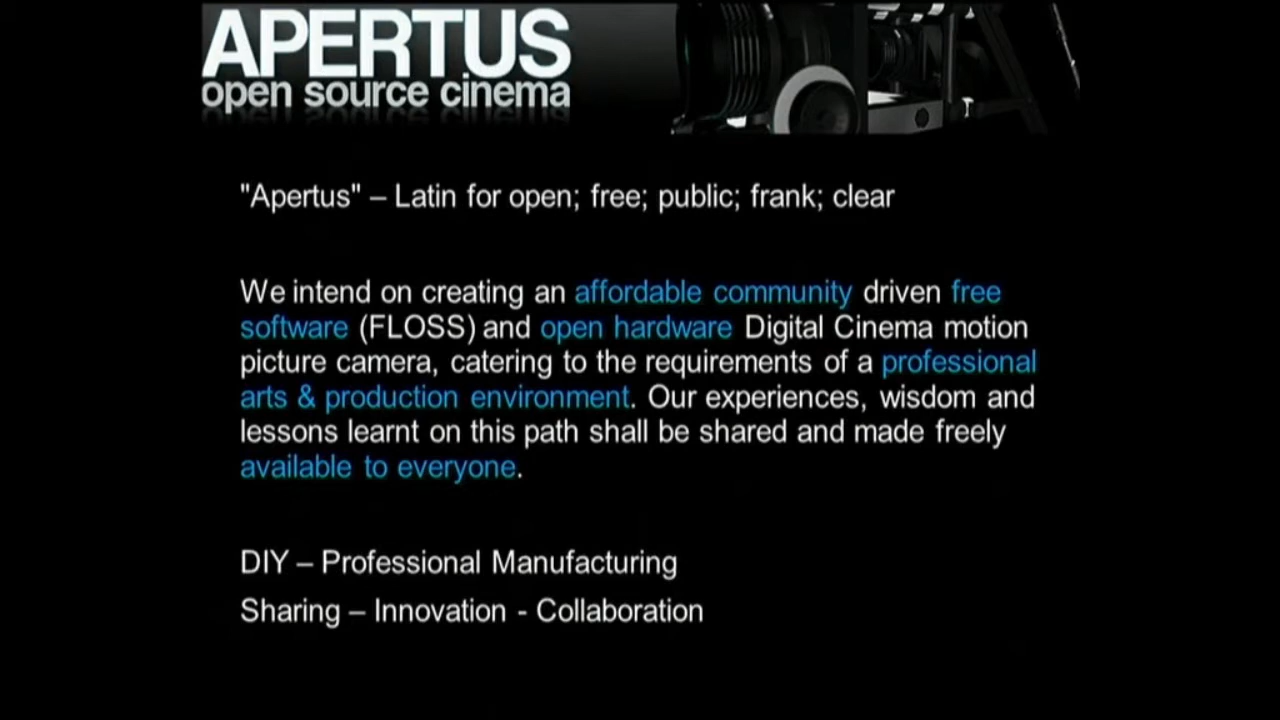 APERTUS
open source cinema
"Apertus" – Latin for open; free; public; frank; clear
We intend on creating an affordable community driven free
software (FLOSS) and open hardware Digital Cinema motion
picture camera, catering to the requirements of a professional
arts & production environment. Our experiences, wisdom and
lessons learnt on this path shall be shared and made freely
available to everyone.
DIY – Professional Manufacturing
Sharing – Innovation - Collaboration